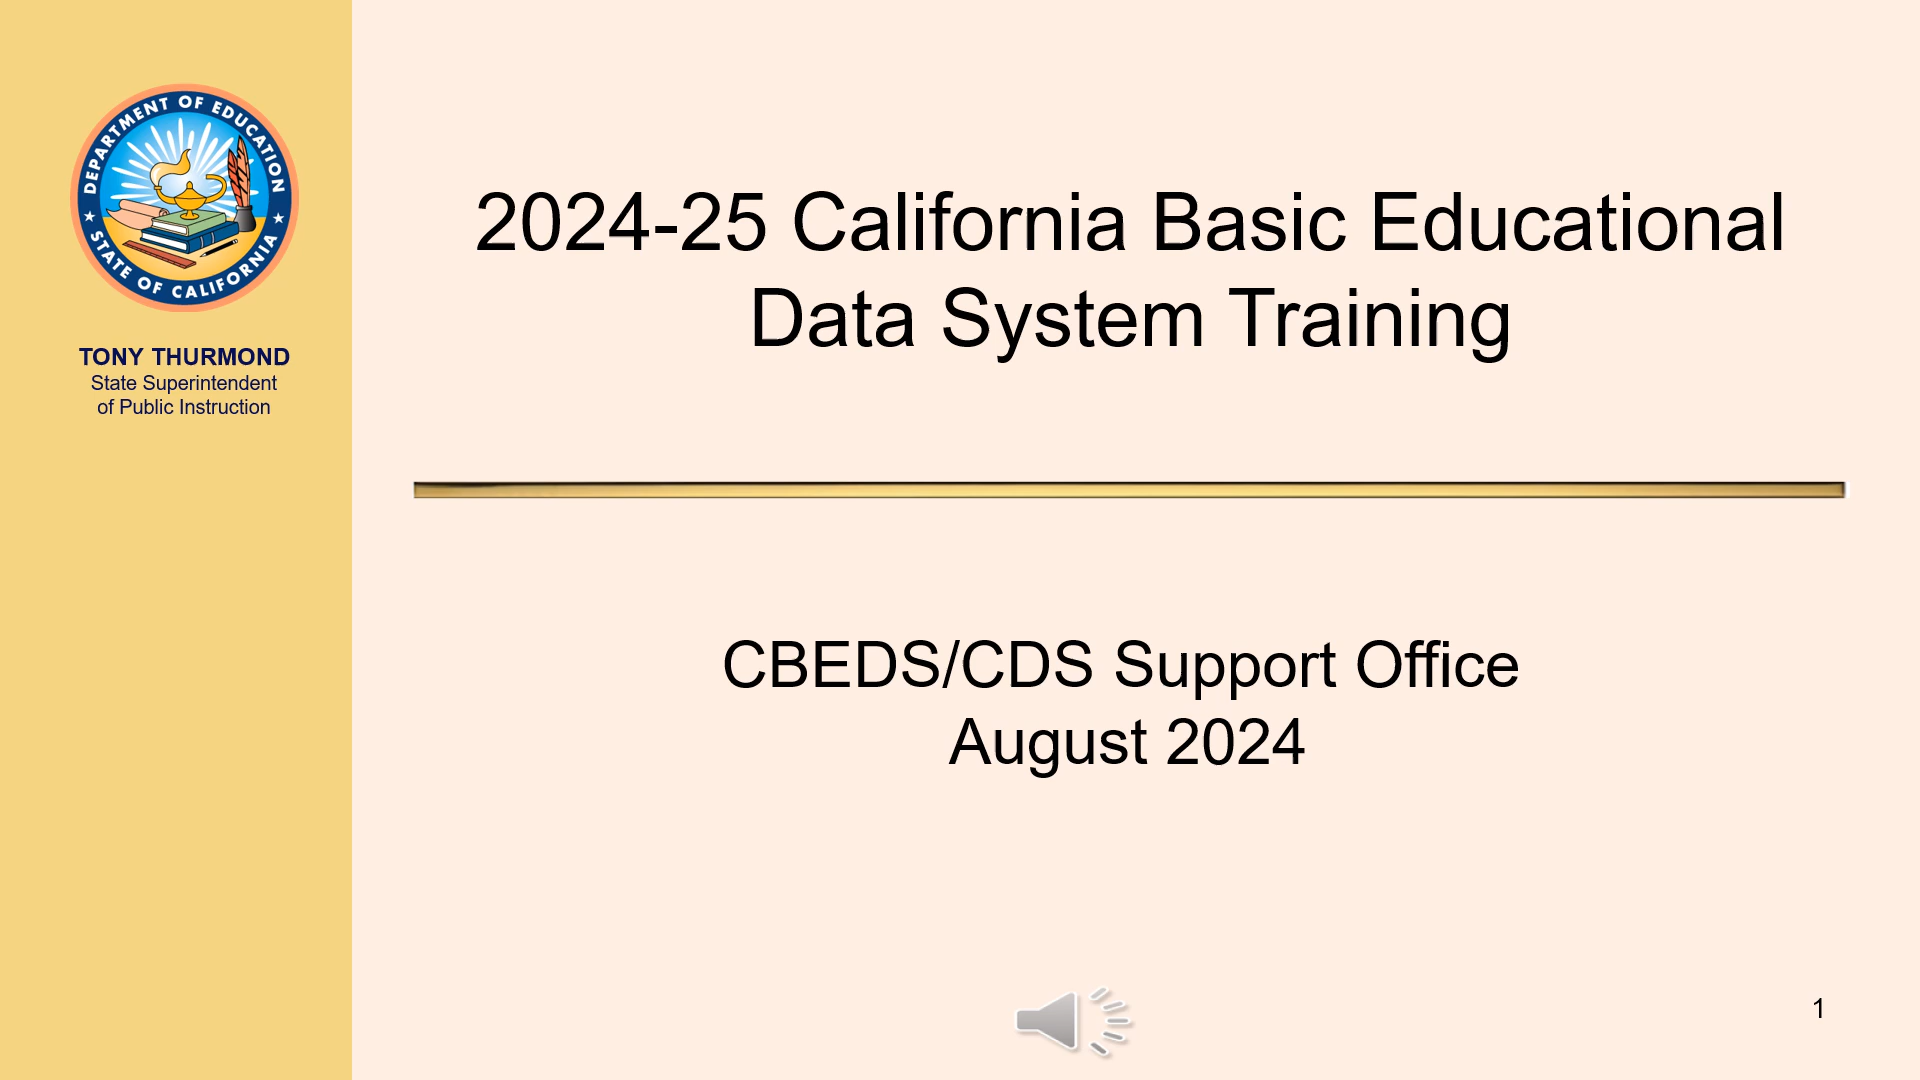 DEPARTMENT OF EDUCATION
STATE OF CALIFORNIA
TONY THURMOND
State Superintendent
of Public Instruction
2024-25 California Basic Educational
Data System Training
CBEDS/CDS Support Office
August 2024
1